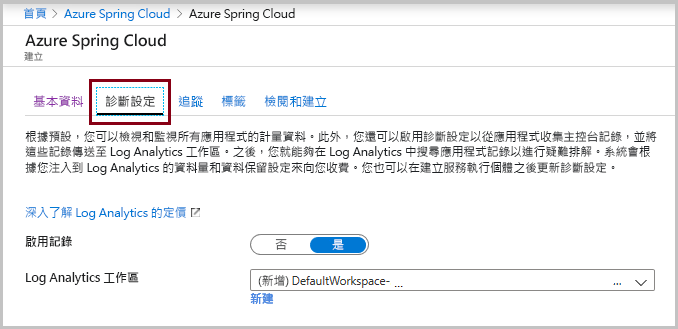 首頁 > Azure Spring Cloud > Azure Spring Cloud
Azure Spring Cloud
建立
基本資料 診斷設定 追蹤 標籤 檢閱和建立
根據預設，您可以檢視和監視所有應用程式的計量資料。此外，您還可以啟用診斷設定以從應用程式收集主控台記錄，並將
這些記錄傳送至 Log Analytics 工作區。之後，您就能夠在 Log Analytics 中搜尋應用程式記錄以進行疑難排解。系統會根
據您注入到 Log Analytics 的資料量和資料保留設定來向您收費。您也可以在建立服務執行個體之後更新診斷設定。
深入了解 Log Analytics 的定價
啟用記錄 否 是
Log Analytics 工作區 (新增) DefaultWorkspace- ... ...
新建